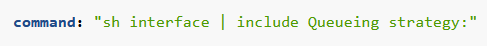 command: "sh interface | include Queueing strategy:"